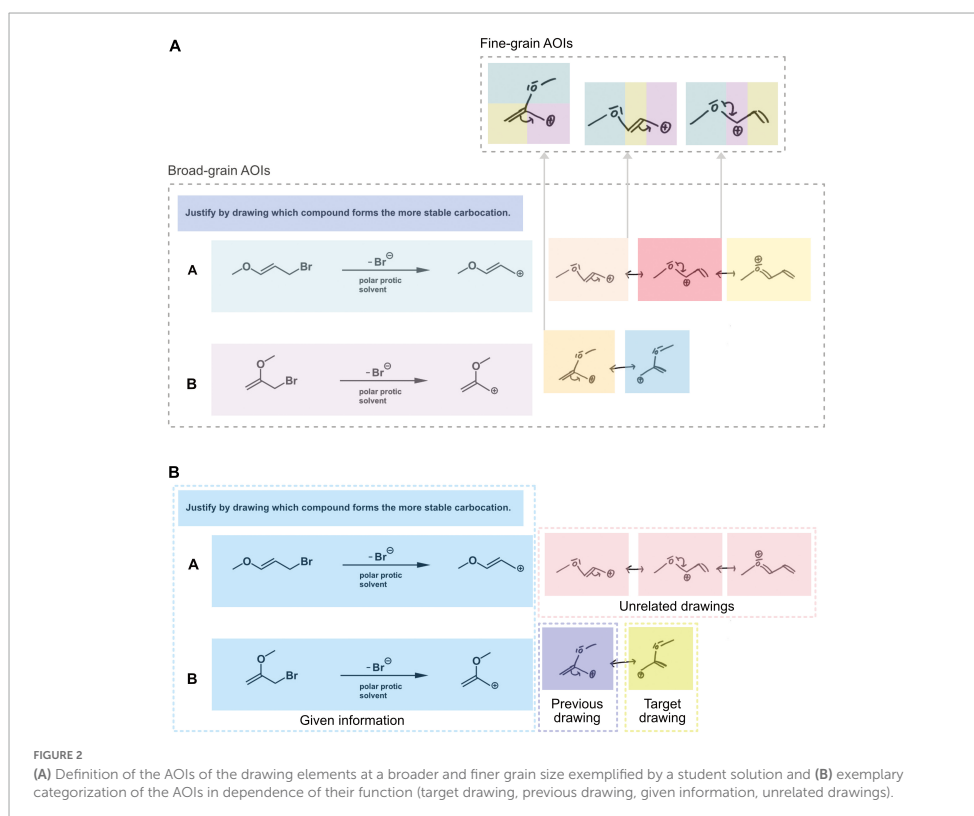 A
Fine-grain AOIs
Broad-grain AOIs
Justify by drawing which compound forms the more stable carbocation.
A
O
Br
– Br⊖
polar protic
solvent
O
⊕
O
⊕
O
⊕
O
⊕
B
O
Br
– Br⊖
polar protic
solvent
O
⊕
O
⊕
O
⊕
B
Justify by drawing which compound forms the more stable carbocation.
A
O
Br
– Br⊖
polar protic
solvent
O
⊕
O
⊕
O
⊕
O
⊕
Unrelated drawings
B
O
Br
– Br⊖
polar protic
solvent
O
⊕
O
⊕
O
⊕
Given information
Previous
drawing
Target
drawing
FIGURE 2
(A) Definition of the AOIs of the drawing elements at a broader and finer grain size exemplified by a student solution and (B) exemplary
categorization of the AOIs in dependence of their function (target drawing, previous drawing, given information, unrelated drawings).